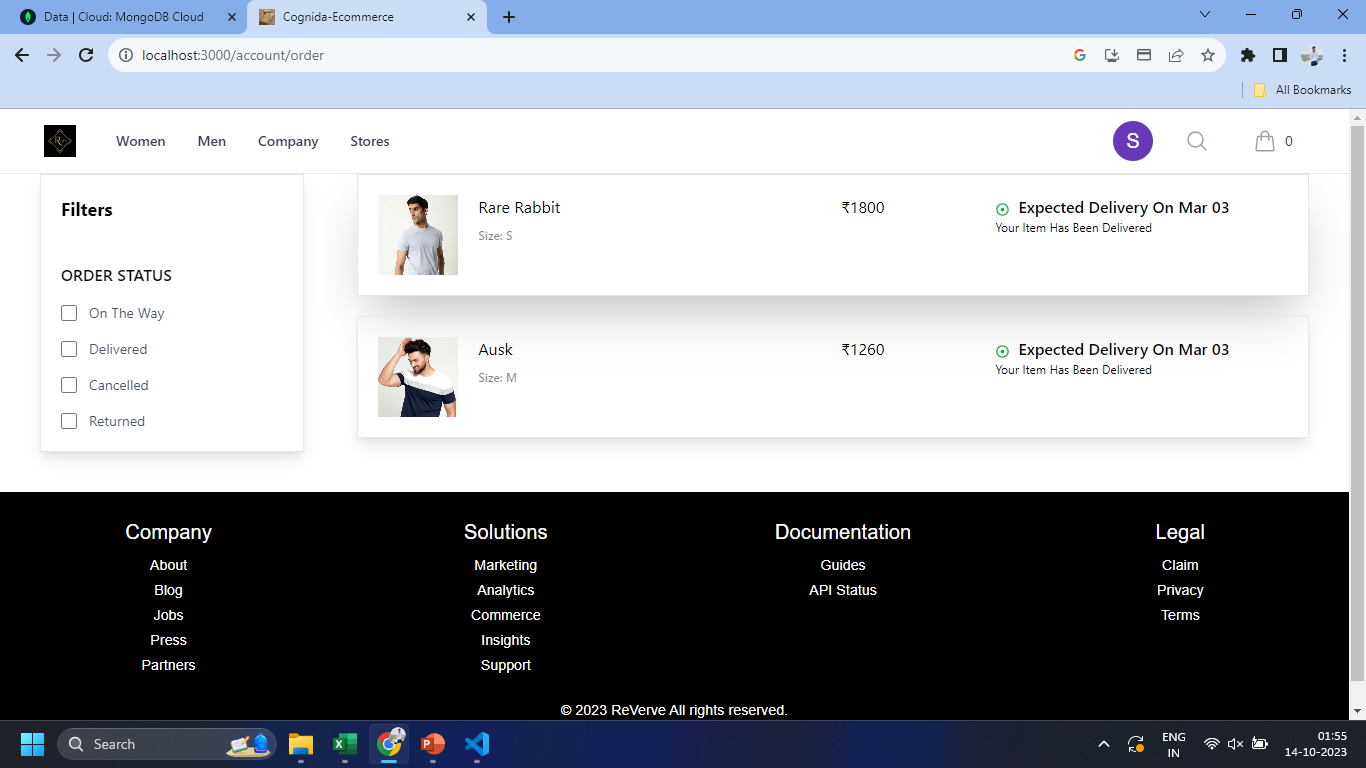 Data | Cloud: MongoDB Cloud
Cognida-Ecommerce
localhost:3000/account/order
All Bookmarks
Women Men Company Stores
S
0
Filters
ORDER STATUS
On The Way
Delivered
Cancelled
Returned
Rare Rabbit ₹1800 Expected Delivery On Mar 03
Size: S Your Item Has Been Delivered
Ausk ₹1260 Expected Delivery On Mar 03
Size: M Your Item Has Been Delivered
Company
About
Blog
Jobs
Press
Partners
Solutions
Marketing
Analytics
Commerce
Insights
Support
Documentation
Guides
API Status
Legal
Claim
Privacy
Terms
© 2023 ReVerve All rights reserved.
Search
ENG
IN
01:55
14-10-2023